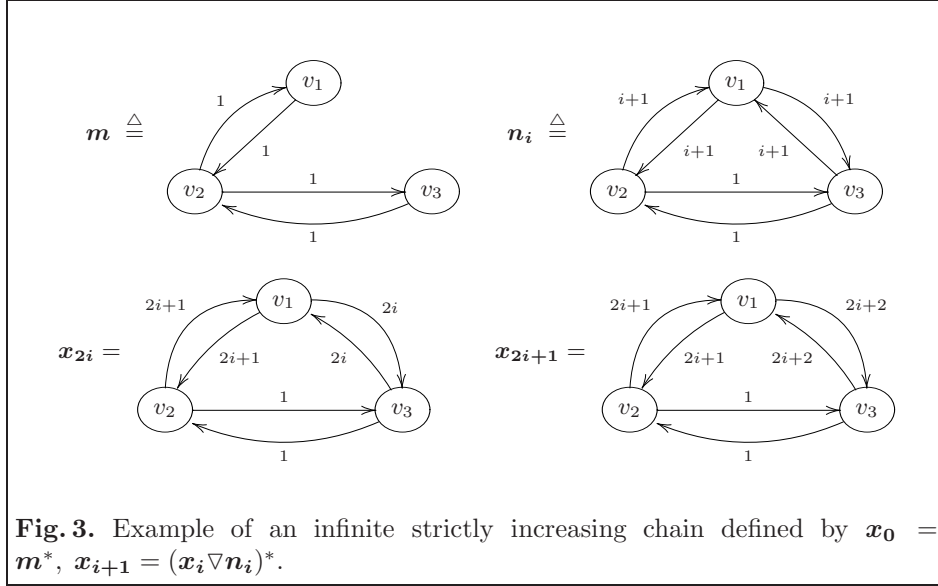 v1
v1
1
i+1
i+1
m ≜
n_i ≜
1
i+1
i+1
v2
1
v3
v2
1
v3
1
1
v1
v1
2i+1
2i
2i+1
2i+2
x_{2i} =
2i+1
2i
x_{2i+1} =
2i+1
2i+2
v2
1
v3
v2
1
v3
1
1
Fig. 3. Example of an infinite strictly increasing chain defined by x_0 =
m*, x_{i+1} = (x_i▽n_i)*.